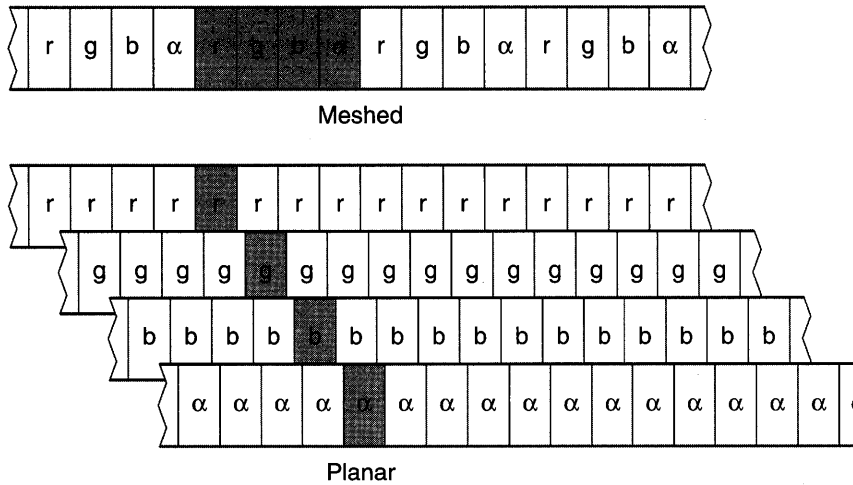 r g b α r g b α r g b α r g b α
Meshed
r r r r r r r r r r r r r r r r
g g g g g g g g g g g g g g g g
b b b b b b b b b b b b b b b b
α α α α α α α α α α α α α α α α
Planar